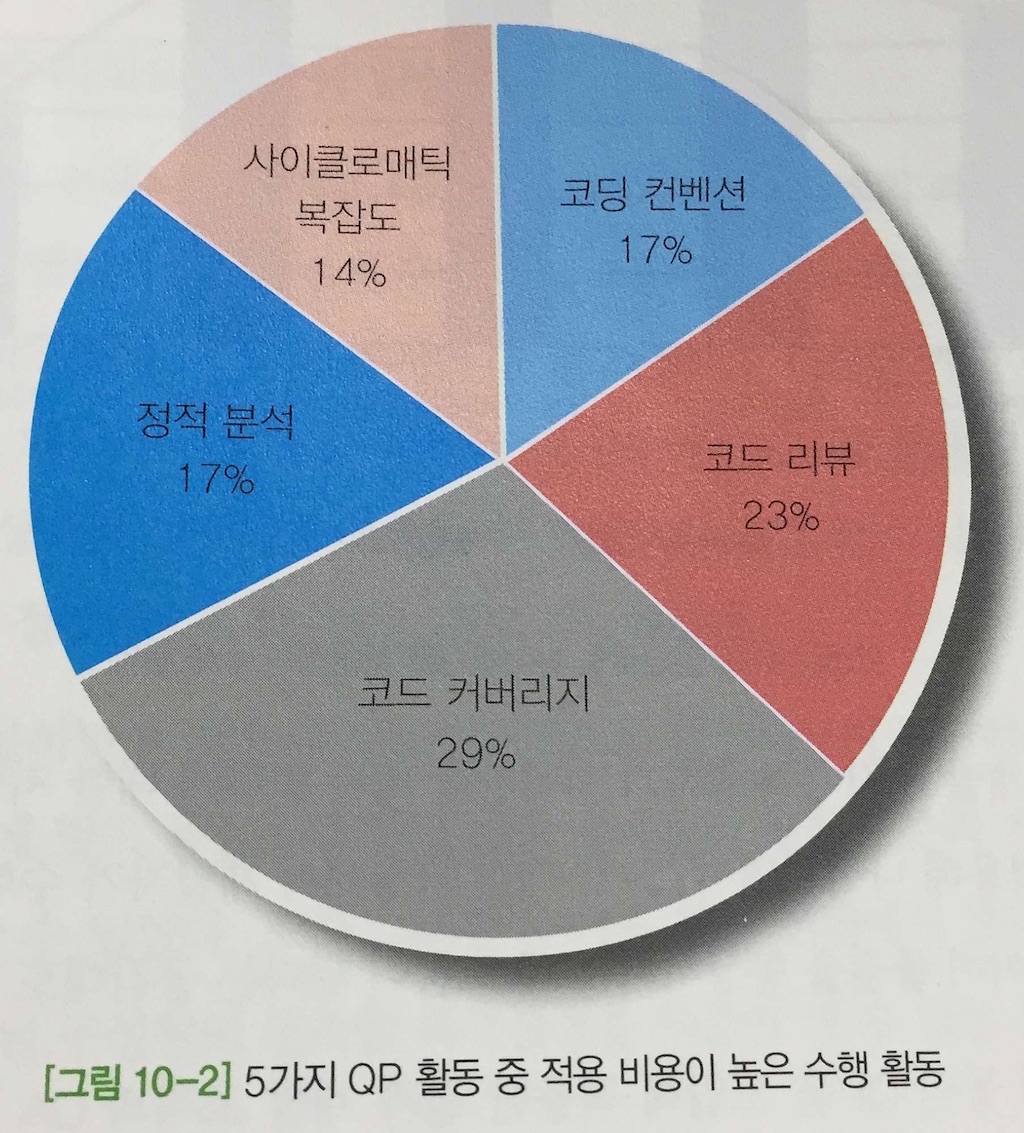 사이클로매틱
복잡도
14%
코딩 컨벤션
17%
정적 분석
17%
코드 리뷰
23%
코드 커버리지
29%
[그림 10-2] 5가지 QP 활동 중 적용 비용이 높은 수행 활동